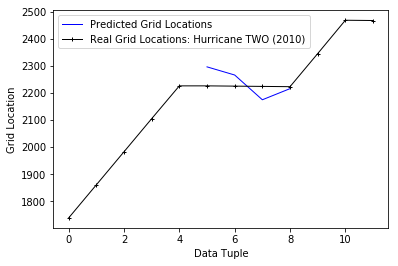 Predicted Grid Locations
Real Grid Locations: Hurricane TWO (2010)
2500
2400
2300
2200
2100
2000
1900
1800
Grid Location
0 2 4 6 8 10
Data Tuple